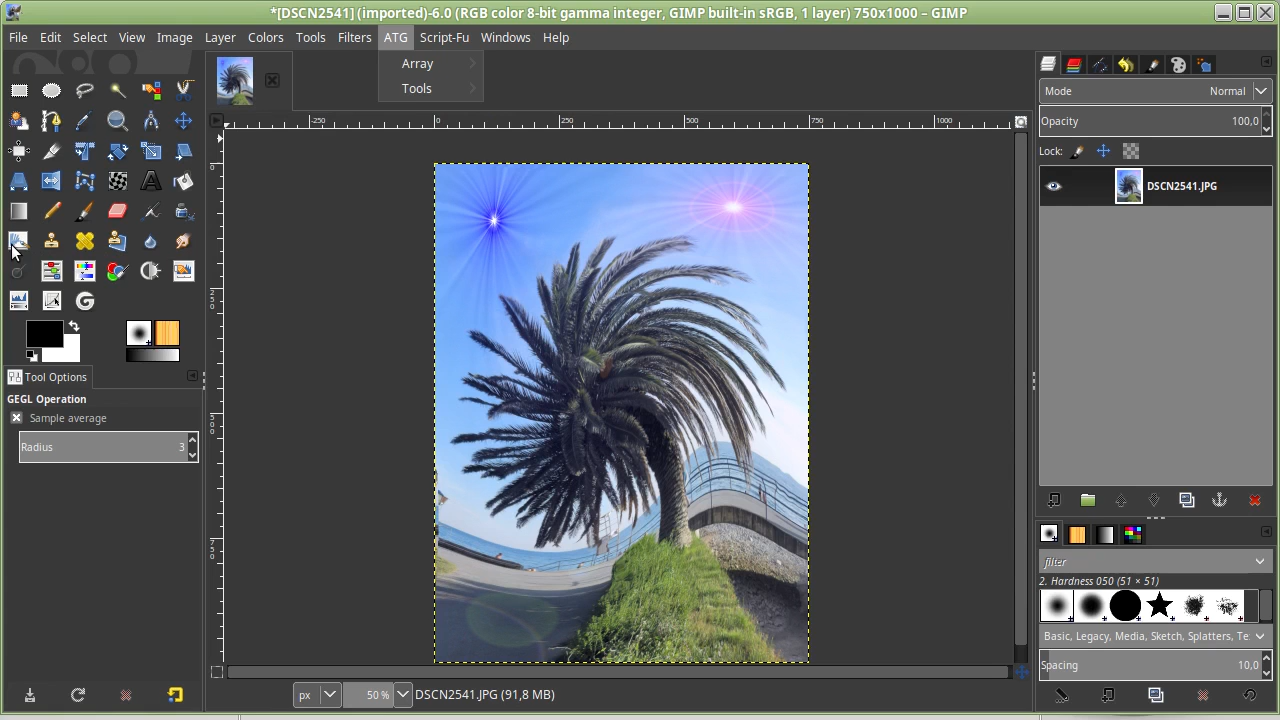 *[DSCN2541] (imported)-6.0 (RGB color 8-bit gamma integer, GIMP built-in sRGB, 1 layer) 750x1000 – GIMP
File Edit Select View Image Layer Colors Tools Filters ATG Script-Fu Windows Help
Array
Tools
Mode Normal
Opacity 100,0
Lock:
DSCN2541.JPG
-250 0 250 500 750 1000
0
250
500
750
Tool Options
GEGL Operation
Sample average
Radius 3
filter
2. Hardness 050 (51 × 51)
Basic, Legacy, Media, Sketch, Splatters, Te
Spacing 10,0
px 50 % DSCN2541.JPG (91,8 MB)